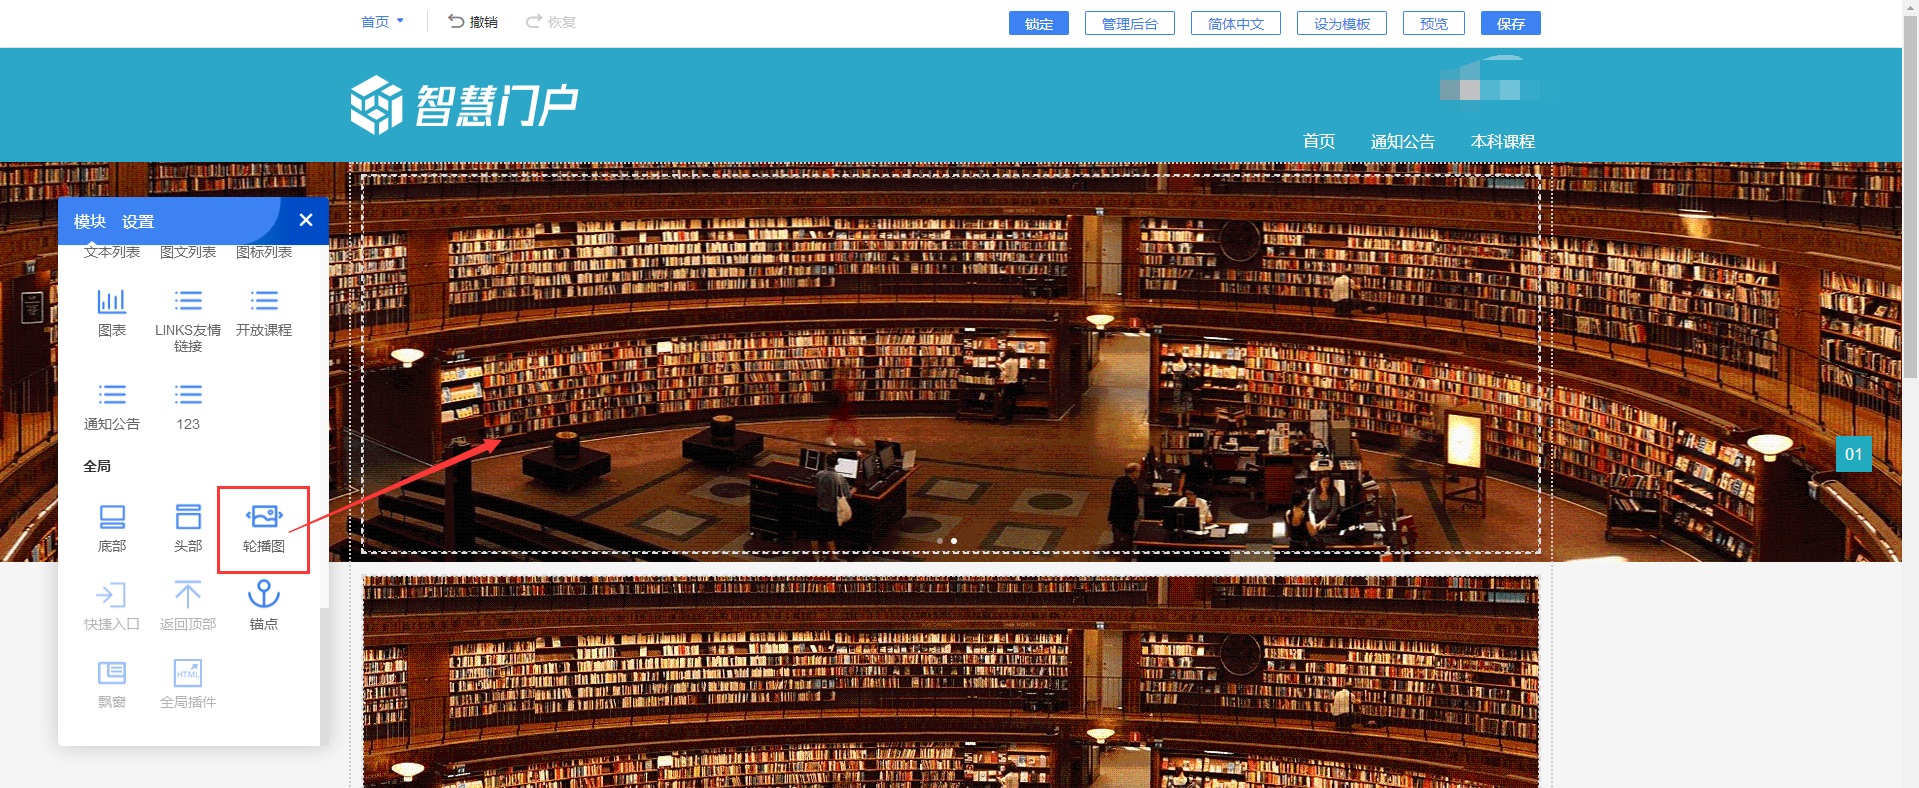 首页
撤销
恢复
锁定
管理后台
简体中文
设为模板
预览
保存
智慧门户
首页
通知公告
本科课程
模块
设置
文本列表
图文列表
图标列表
图表
LINKS友情
链接
开放课程
通知公告
123
全局
底部
头部
轮播图
快捷入口
返回顶部
锚点
HTML
飘窗
全局插件
01